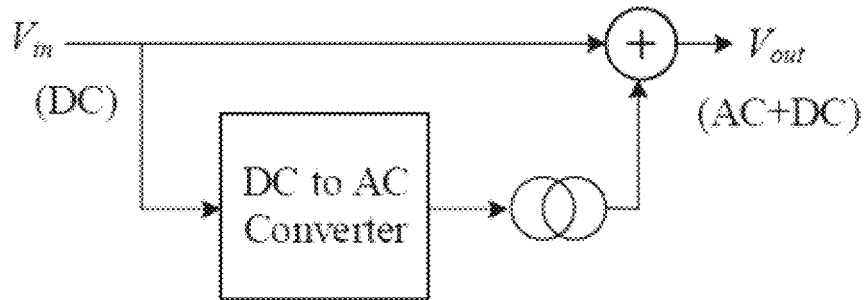 V_in
+
V_out
(DC)
(AC+DC)
DC to AC
Converter